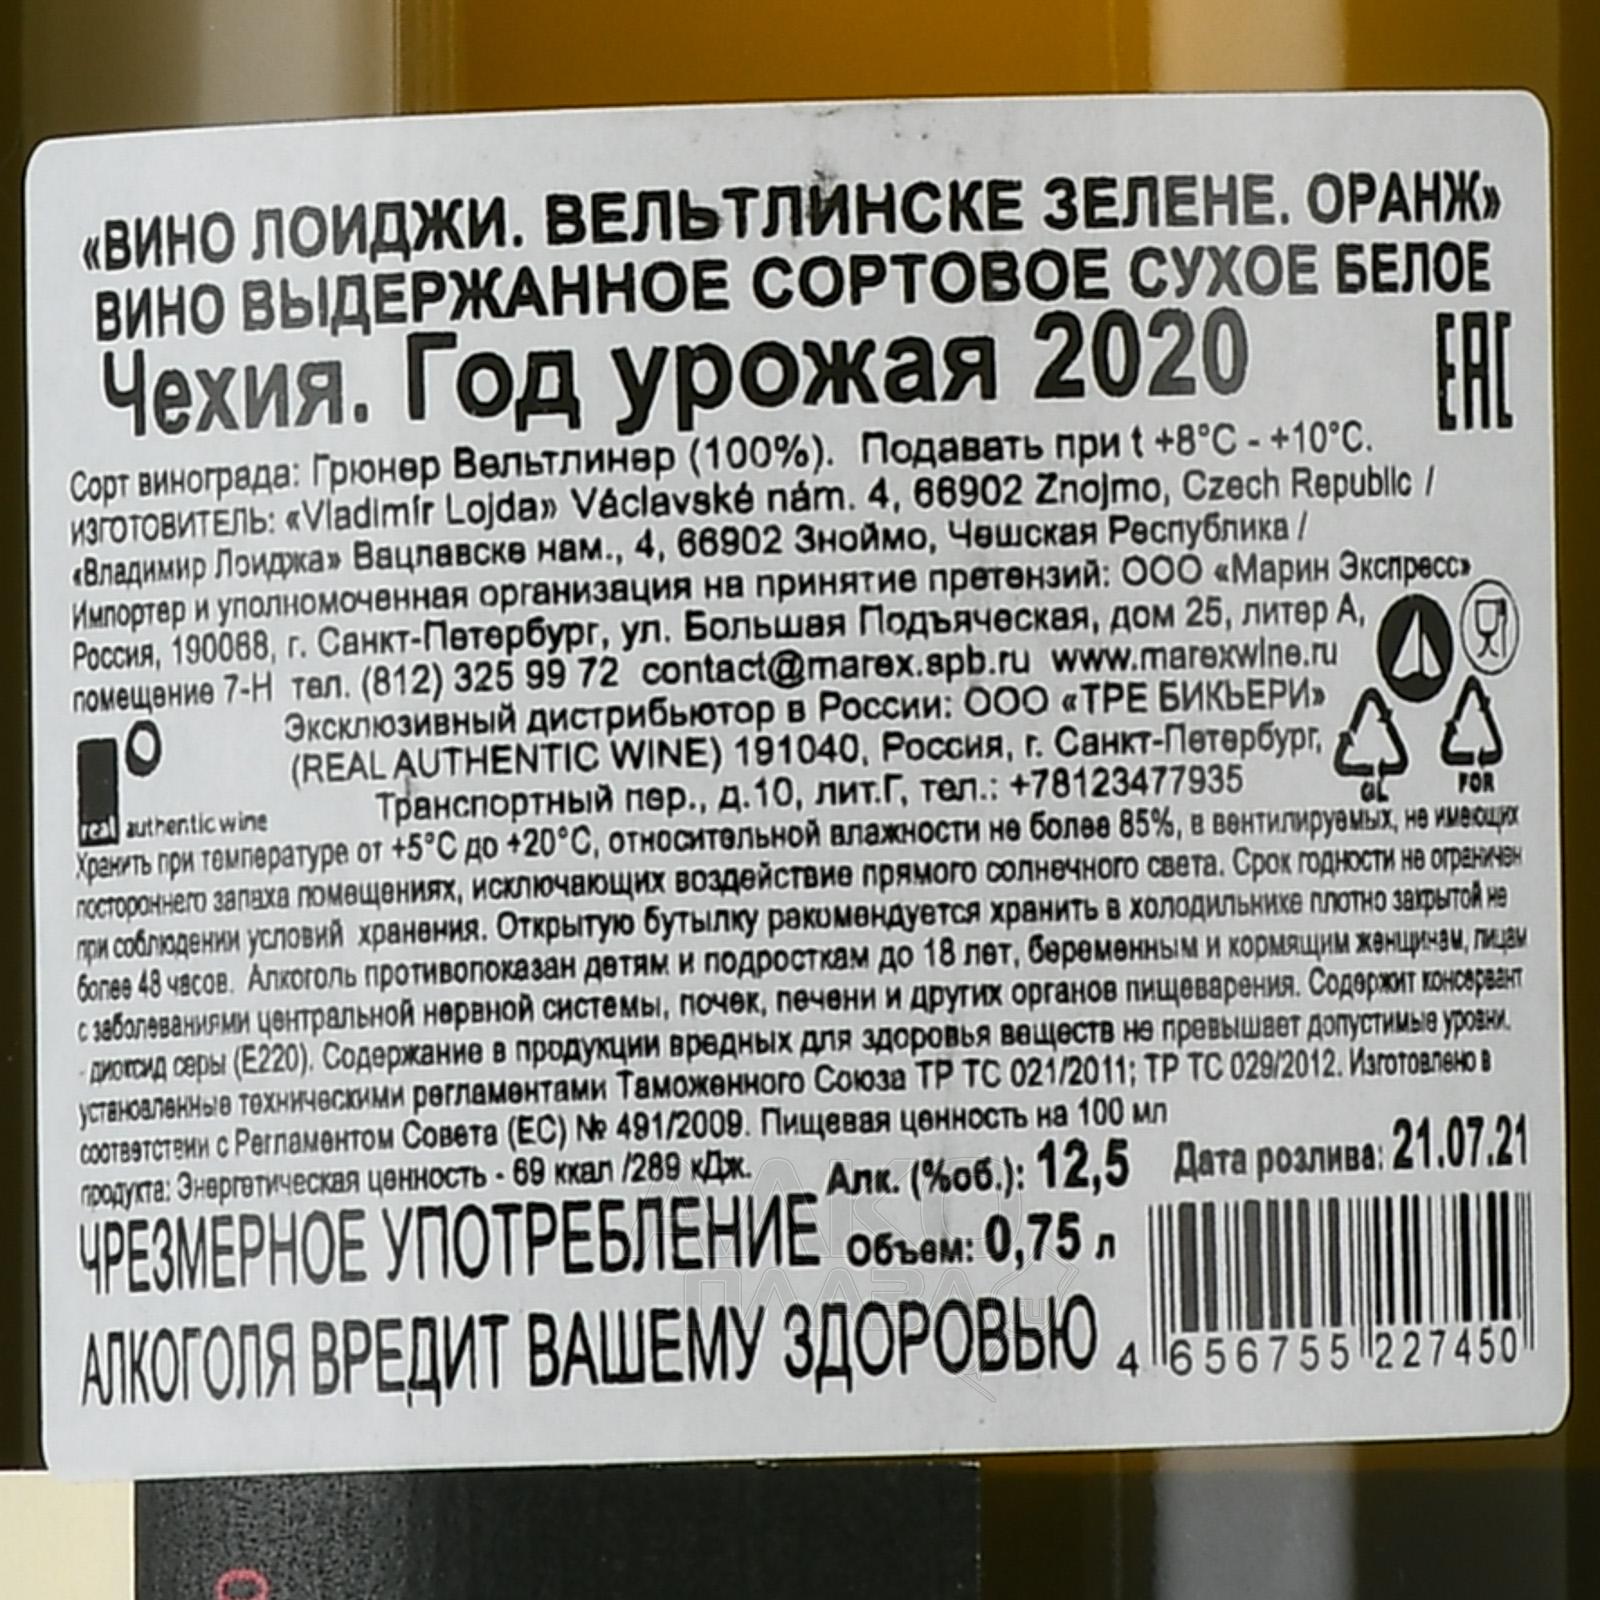 «ВИНО ЛОИДЖИ. ВЕЛЬТЛИНСКЕ ЗЕЛЕНЕ. ОРАНЖ»
ВИНО ВЫДЕРЖАННОЕ СОРТОВОЕ СУХОЕ БЕЛОЕ
Чехия. Год урожая 2020
EAC
Сорт винограда: Грюнер Вельтлинер (100%). Подавать при t +8°C - +10°C.
ИЗГОТОВИТЕЛЬ: «Vladimír Lojda» Václavské nám. 4, 66902 Znojmo, Czech Republic /
«Владимир Лоиджа» Вацлавске нам., 4, 66902 Зноймо, Чешская Республика /
Импортер и уполномоченная организация на принятие претензий: ООО «Марин Экспресс»
Россия, 190068, г. Санкт-Петербург, ул. Большая Подъяческая, дом 25, литер А,
помещение 7-Н тел. (812) 325 99 72 contact@marex.spb.ru www.marexwine.ru
Эксклюзивный дистрибьютор в России: ООО «ТРЕ БИКЬЕРИ»
(REAL AUTHENTIC WINE) 191040, Россия, г. Санкт-Петербург,
Транспортный пер., д.10, лит.Г, тел.: +78123477935
real authentic wine
GL
FOR
Хранить при температуре от +5°C до +20°C, относительной влажности не более 85%, в вентилируемых, не имеющих
постороннего запаха помещениях, исключающих воздействие прямого солнечного света. Срок годности не ограничен
при соблюдении условий хранения. Открытую бутылку рекомендуется хранить в холодильнике плотно закрытой не
более 48 часов. Алкоголь противопоказан детям и подросткам до 18 лет, беременным и кормящим женщинам, лицам
с заболеваниями центральной нервной системы, почек, печени и других органов пищеварения. Содержит консервант
- диоксид серы (E220). Содержание в продукции вредных для здоровья веществ не превышает допустимые уровни,
установленные техническими регламентами Таможенного Союза ТР ТС 021/2011; ТР ТС 029/2012. Изготовлено в
соответствии с Регламентом Совета (ЕС) № 491/2009. Пищевая ценность на 100 мл
продукта: Энергетическая ценность - 69 ккал /289 кДж.
Алк. (%об.): 12,5
Дата розлива: 21.07.21
Объем: 0,75 л
ЧРЕЗМЕРНОЕ УПОТРЕБЛЕНИЕ
АЛКОГОЛЯ ВРЕДИТ ВАШЕМУ ЗДОРОВЬЮ
4 656755 227450
АЛКО
ПЛАЗА
.ru